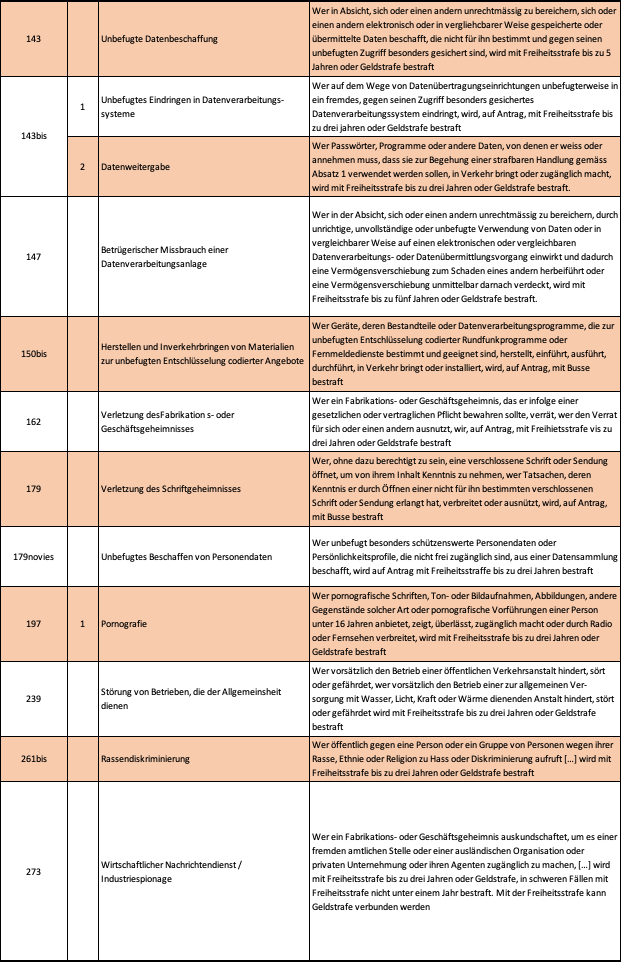 143
Unbefugte Datenbeschaffung
Wer in Absicht, sich oder einen andern unrechtmässig zu bereichern, sich oder
einen andern elektronisch oder in vergliehcbarer Weise gespeicherte oder
übermittelte Daten beschafft, die nicht für ihn bestimmt und gegen seinen
unbefugten Zugriff besonders gesichert sind, wird mit Freiheitsstrafe bis zu 5
Jahren oder Geldstrafe bestraft
143bis
1
Unbefugtes Eindringen in Datenverarbeitungs-
systeme
Wer auf dem Wege von Datenübertragungseinrichtungen unbefugterweise in
ein fremdes, gegen seinen Zugriff besonders gesichertes
Datenverarbeitungssystem eindringt, wird, auf Antrag, mit Freiheitsstrafe bis
zu drei jahren oder Geldstrafe bestraft
2
Datenweitergabe
Wer Passwörter, Programme oder andere Daten, von denen er weiss oder
annehmen muss, dass sie zur Begehung einer strafbaren Handlung gemäss
Absatz 1 verwendet werden sollen, in Verkehr bringt oder zugänglich macht,
wird mit Freiheitsstrafe bis zu drei Jahren oder Geldstrafe bestraft.
147
Betrügerischer Missbrauch einer
Datenverarbeitungsanlage
Wer in der Absicht, sich oder einen andern unrechtmässig zu bereichern, durch
unrichtige, unvollständige oder unbefugte Verwendung von Daten oder in
vergleichbarer Weise auf einen elektronischen oder vergleichbaren
Datenverarbeitungs- oder Datenübermittlungsvorgang einwirkt und dadurch
eine Vermögensverschiebung zum Schaden eines andern herbeiführt oder
eine Vermögensverschiebung unmittelbar darnach verdeckt, wird mit
Freiheitsstrafe bis zu fünf Jahren oder Geldstrafe bestraft.
150bis
Herstellen und Inverkehrbringen von Materialien
zur unbefugten Entschlüsselung codierter Angebote
Wer Geräte, deren Bestandteile oder Datenverarbeitungsprogramme, die zur
unbefugten Entschlüsselung codierter Rundfunkprogramme oder
Fernmeldedienste bestimmt und geeignet sind, herstellt, einführt, ausführt,
durchführt, in Verkehr bringt oder installiert, wird, auf Antrag, mit Busse
bestraft
162
Verletzung desFabrikation s- oder
Geschäftsgeheimnisses
Wer ein Fabrikations- oder Geschäftsgeheimnis, das er infolge einer
gesetzlichen oder vertraglichen Pflicht bewahren sollte, verrät, wer den Verrat
für sich oder einen andern ausnutzt, wir, auf Antrag, mit Freihietsstrafe vis zu
drei Jahren oder Geldstrafe bestraft
179
Verletzung des Schriftgeheimnisses
Wer, ohne dazu berechtigt zu sein, eine verschlossene Schrift oder Sendung
öffnet, um von ihrem Inhalt Kenntnis zu nehmen, wer Tatsachen, deren
Kenntnis er durch Öffnen einer nicht für ihn bestimmten verschlossenen
Schrift oder Sendung erlangt hat, verbreitet oder ausnützt, wird, auf Antrag,
mit Busse bestraft
179novies
Unbefugtes Beschaffen von Personendaten
Wer unbefugt besonders schützenswerte Personendaten oder
Persönlichkeitsprofile, die nicht frei zugänglich sind, aus einer Datensammlung
beschafft, wird auf Antrag mit Freiheitsstraffe bis zu drei Jahren bestraft
197
1
Pornografie
Wer pornografische Schriften, Ton- oder Bildaufnahmen, Abbildungen, andere
Gegenstände solcher Art oder pornografische Vorführungen einer Person
unter 16 Jahren anbietet, zeigt, überlässt, zugänglich macht oder durch Radio
oder Fernsehen verbreitet, wird mit Freiheitsstrafe bis zu drei Jahren oder
Geldstrafe bestraft
239
Störung von Betrieben, die der Allgemeinsheit
dienen
Wer vorsätzlich den Betrieb einer öffentlichen Verkehrsanstalt hindert, sört
oder gefährdet, wer vorsätzlich den Betrieb einer zur allgemeinen Ver-
sorgung mit Wasser, Licht, Kraft oder Wärme dienenden Anstalt hindert, stört
oder gefährdet wird mit Freiheitsstrafe bis zu drei Jahren oder Geldstrafe
bestraft
261bis
Rassendiskriminierung
Wer öffentlich gegen eine Person oder ein Gruppe von Personen wegen ihrer
Rasse, Ethnie oder Religion zu Hass oder Diskriminierung aufruft [...] wird mit
Freiheitsstrafe bis zu drei Jahren oder Geldstrafe bestraft
273
Wirtschaftlicher Nachrichtendienst /
Industriespionage
Wer ein Fabrikations- oder Geschäftsgeheimnis auskundschaftet, um es einer
fremden amtlichen Stelle oder einer ausländischen Organisation oder
privaten Unternehmung oder ihren Agenten zugänglich zu machen, [...] wird
mit Freiheitsstrafe bis zu drei Jahren oder Geldstrafe, in schweren Fällen mit
Freiheitsstrafe nicht unter einem Jahr bestraft. Mit der Freiheitsstrafe kann
Geldstrafe verbunden werden